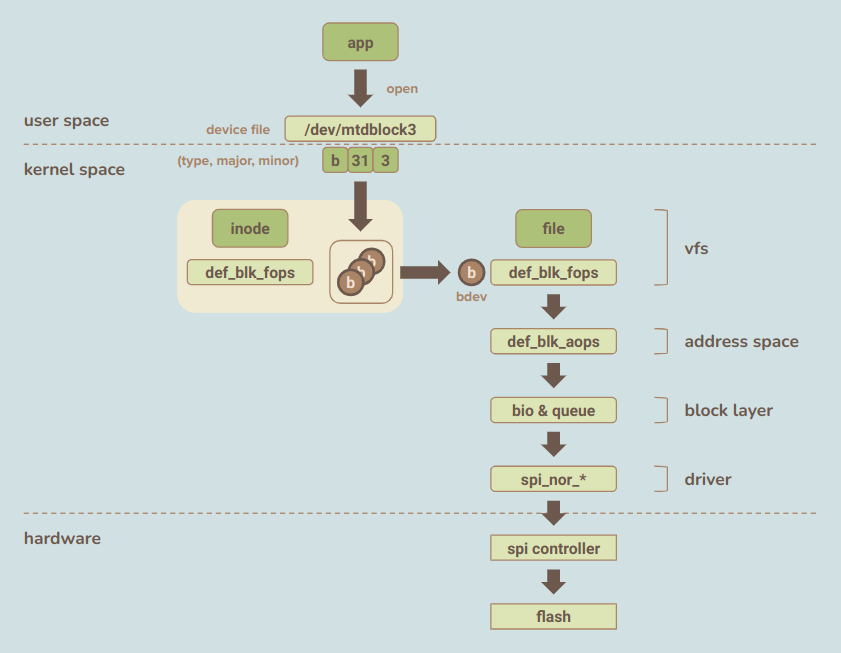 app
open
user space
device file
/dev/mtdblock3
(type, major, minor)
b 31 3
kernel space
inode
def_blk_fops
b
b
b
b
bdev
file
def_blk_fops
vfs
def_blk_aops
address space
bio & queue
block layer
spi_nor_*
driver
hardware
spi controller
flash